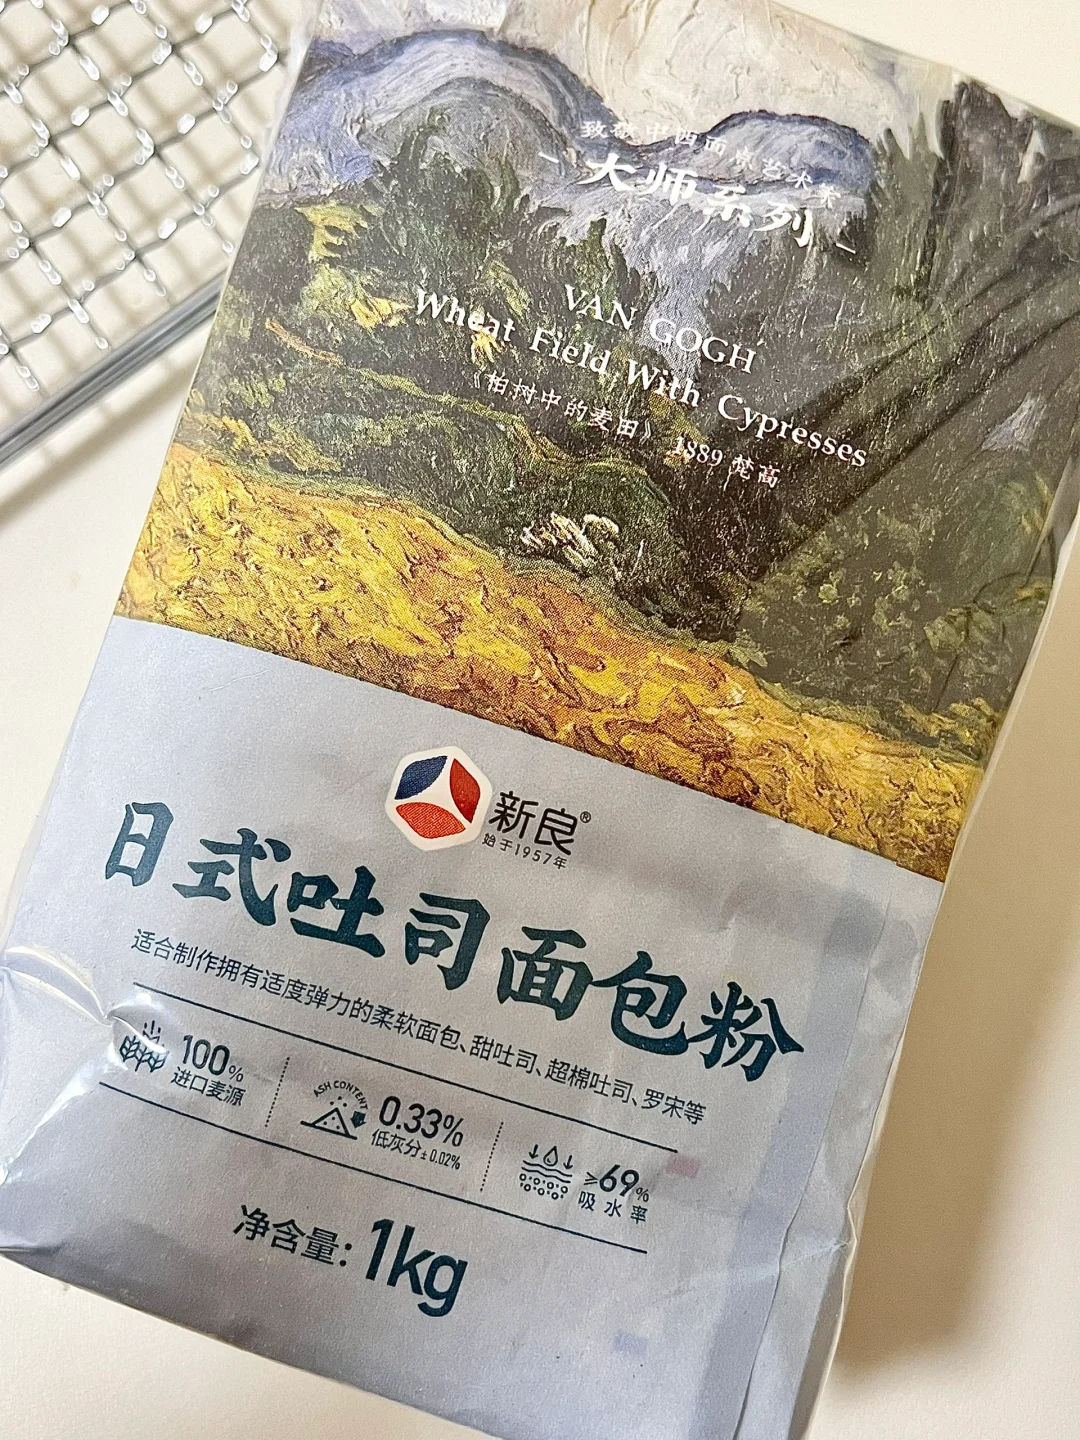 致敬中西面点艺术家
大师系列
VAN GOGH
Wheat Field With Cypresses
《柏树中的麦田》 1889 梵高
新良®
始于1957年
日式吐司面包粉
适合制作拥有适度弹力的柔软面包、甜吐司、超棉吐司、罗宋等
100%
进口麦源
ASH CONTENT
0.33%
低灰分±0.02%
≥69%
吸水率
净含量：1kg